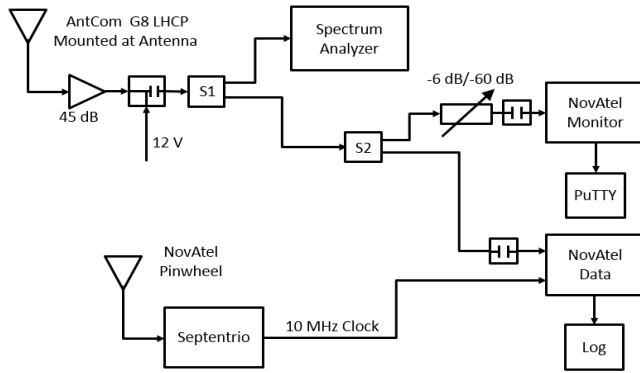 AntCom G8 LHCP
Mounted at Antenna
45 dB
12 V
S1
Spectrum
Analyzer
S2
-6 dB/-60 dB
NovAtel
Monitor
PuTTY
NovAtel
Pinwheel
Septentrio
10 MHz Clock
NovAtel
Data
Log